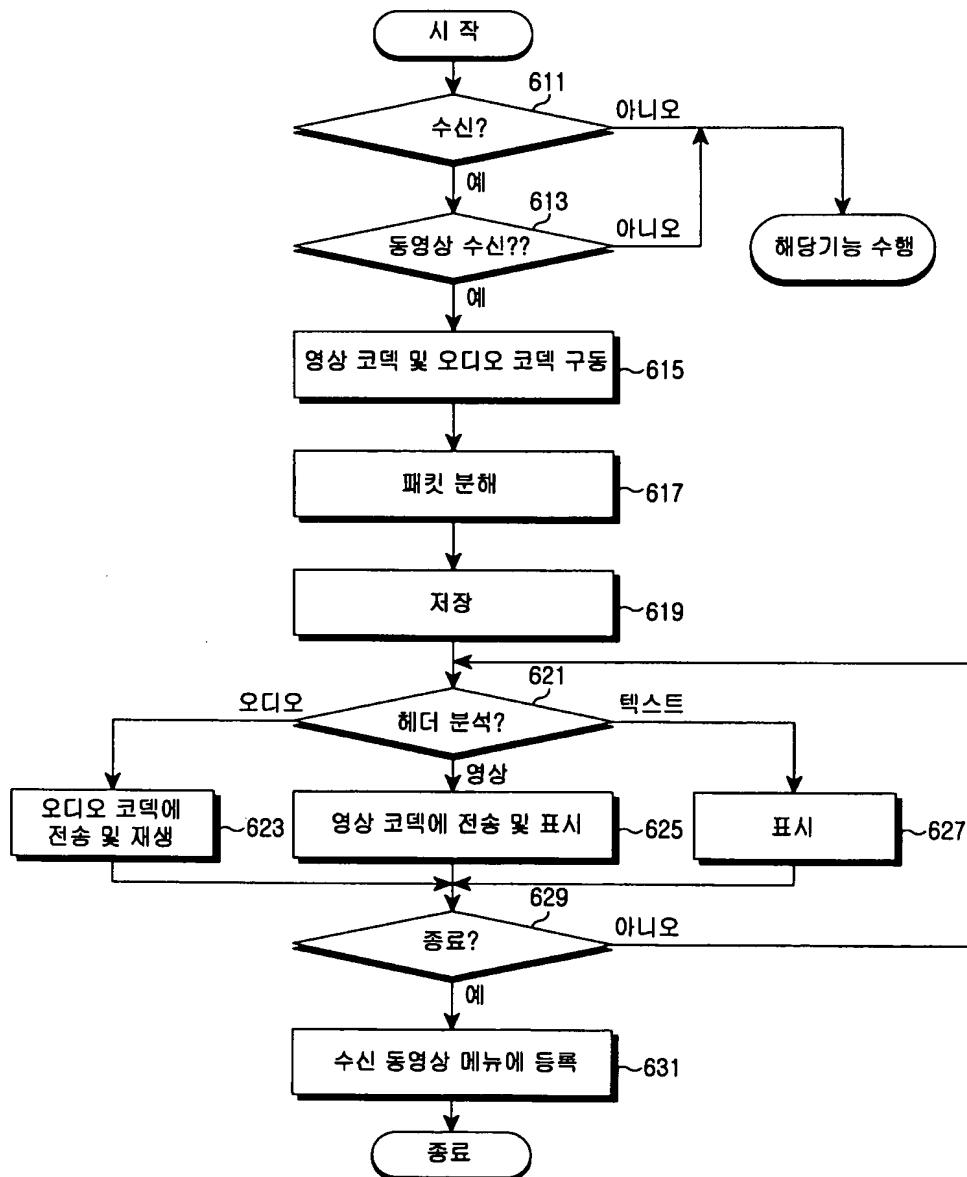 시 작
611
수신?
아니오
예
613
동영상 수신??
아니오
해당기능 수행
예
영상 코덱 및 오디오 코덱 구동
615
패킷 분해
617
저장
619
621
오디오
헤더 분석?
텍스트
영상
오디오 코덱에
전송 및 재생
623
영상 코덱에 전송 및 표시
625
표시
627
629
종료?
아니오
예
수신 동영상 메뉴에 등록
631
종료